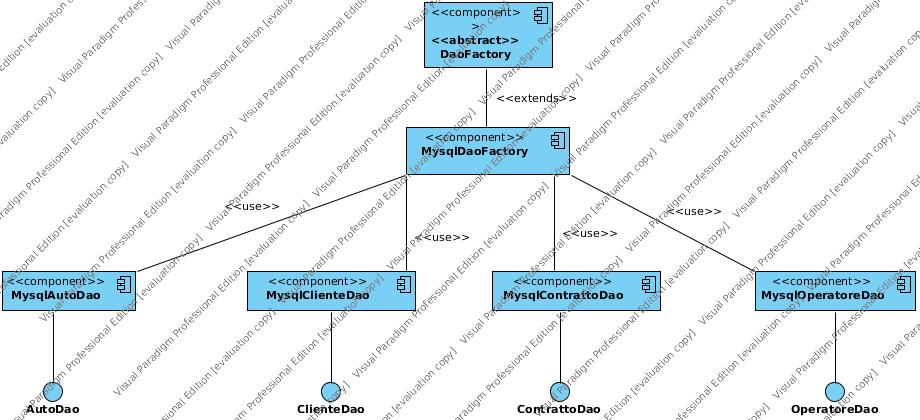 <<component>
>
<<abstract>>
DaoFactory
<<extends>>
<<component>>
MysqlDaoFactory
<<use>>
<<use>>
<<use>>
<<use>>
<<component>>
MysqlAutoDao
<<component>>
MysqlClienteDao
<<component>>
MysqlContrattoDao
<<component>>
MysqlOperatoreDao
AutoDao
ClienteDao
ContrattoDao
OperatoreDao
Visual Paradigm Professional Edition [evaluation copy]